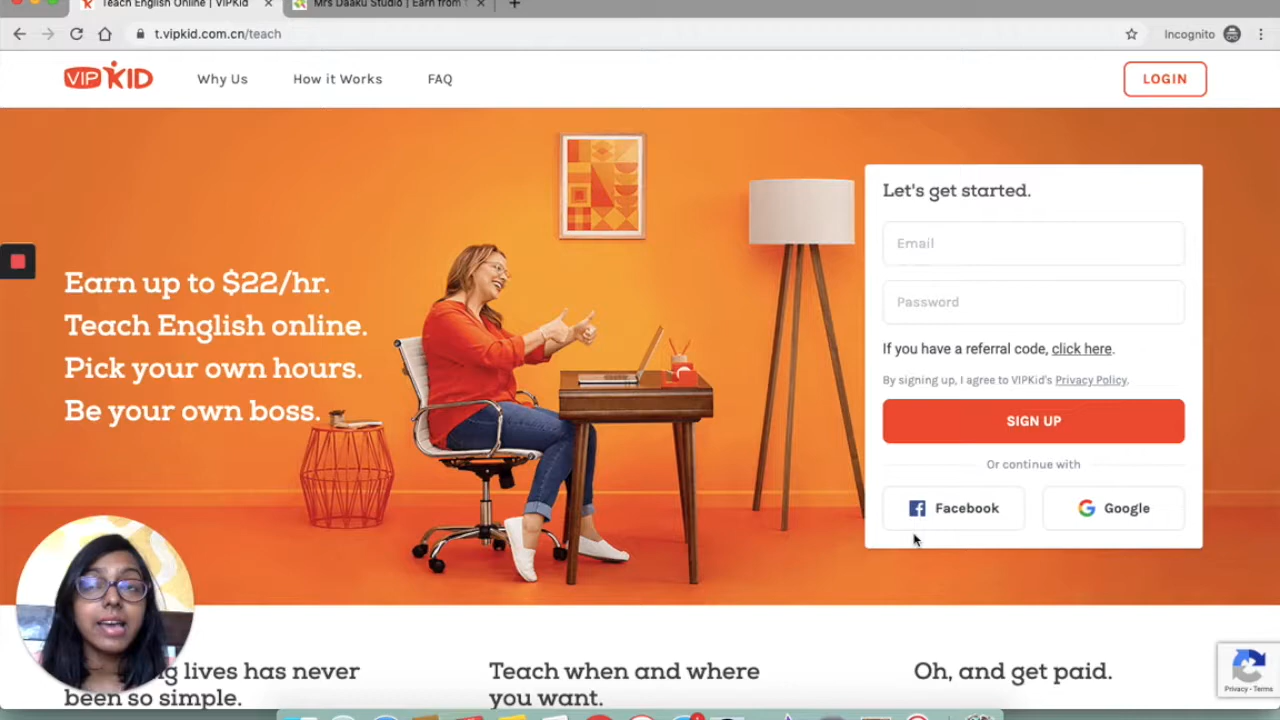 Teach English Online | VIPKid
Mrs Daaku Studio | Earn from
t.vipkid.com.cn/teach
Incognito
VIP KID
Why Us
How it Works
FAQ
LOGIN
Earn up to $22/hr.
Teach English online.
Pick your own hours.
Be your own boss.
Let's get started.
Email
Password
If you have a referral code, click here.
By signing up, I agree to VIPKid's Privacy Policy.
SIGN UP
Or continue with
Facebook
Google
lives has never
been so simple.
Teach when and where
you want.
Oh, and get paid.
Privacy - Terms